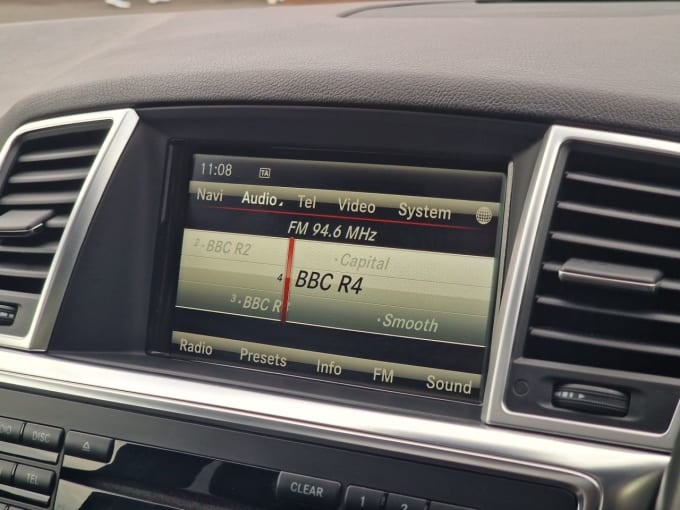 11:08 TA
Navi Audio Tel Video System
FM 94.6 MHz
2 BBC R2 Capital
4 BBC R4
3 BBC R Smooth
Radio Presets Info FM Sound
DISC
TEL
CLEAR 1 2